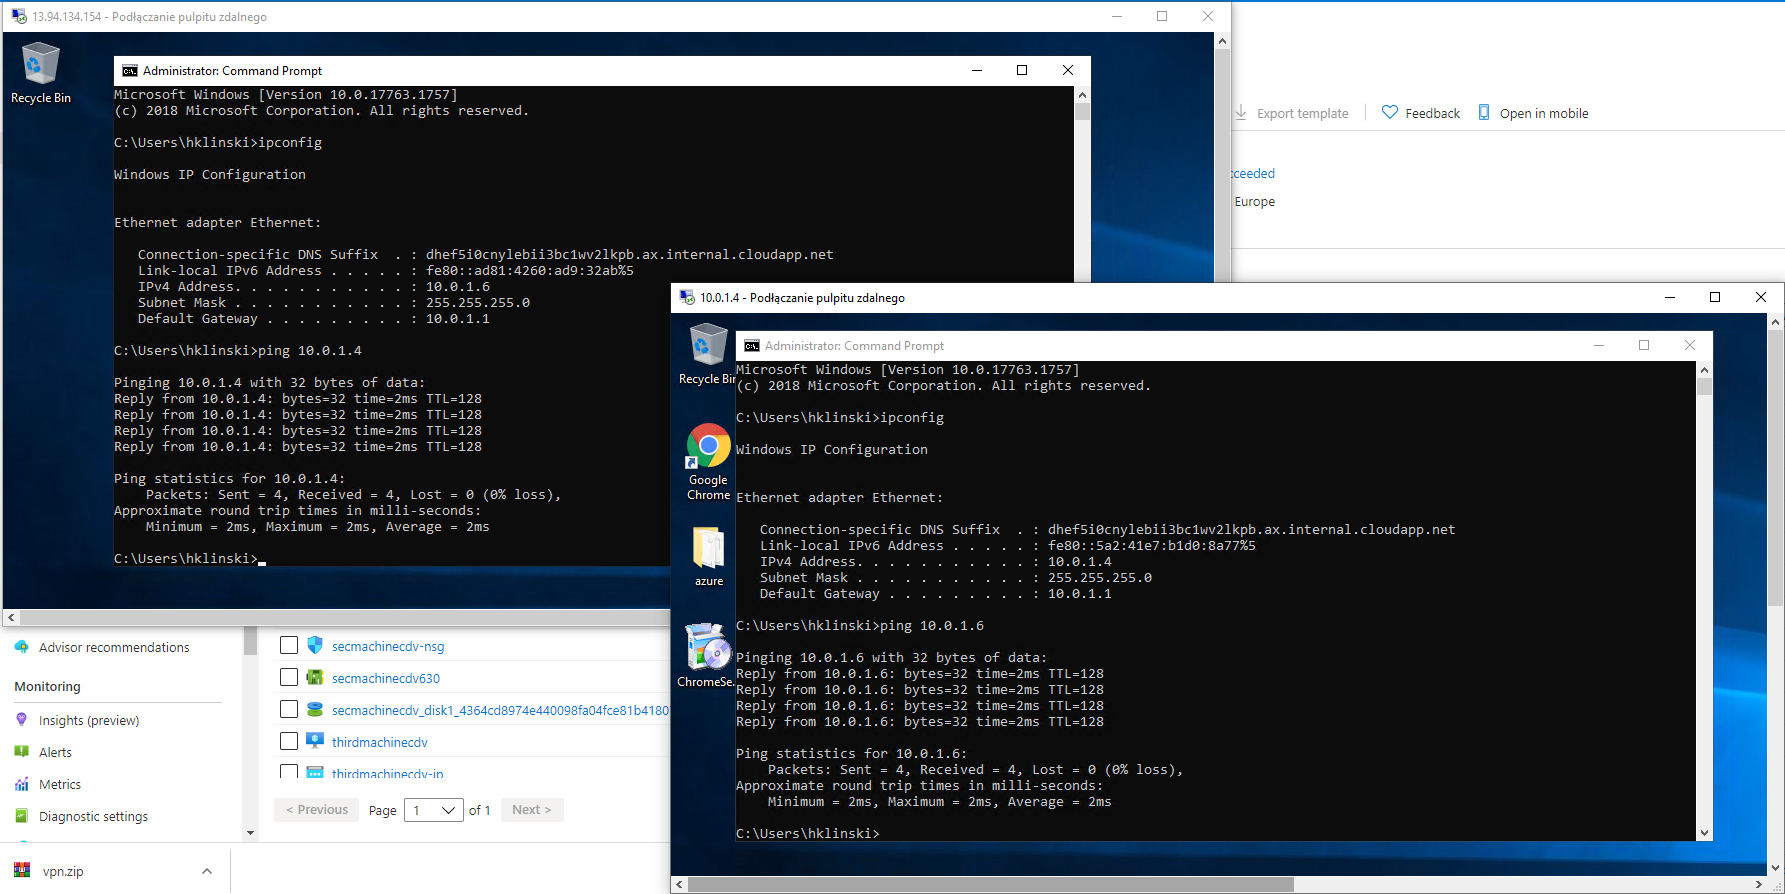 13.94.134.154 - Podłączanie pulpitu zdalnego
Recycle Bin
Administrator: Command Prompt
Microsoft Windows [Version 10.0.17763.1757]
(c) 2018 Microsoft Corporation. All rights reserved.
C:\Users\hklinski>ipconfig
Windows IP Configuration
Ethernet adapter Ethernet:
Connection-specific DNS Suffix  . : dhef5i0cnylebii3bc1wv2lkpb.ax.internal.cloudapp.net
Link-local IPv6 Address . . . . . : fe80::ad81:4260:ad9:32ab%5
IPv4 Address. . . . . . . . . . . : 10.0.1.6
Subnet Mask . . . . . . . . . . . : 255.255.255.0
Default Gateway . . . . . . . . . : 10.0.1.1
C:\Users\hklinski>ping 10.0.1.4
Pinging 10.0.1.4 with 32 bytes of data:
Reply from 10.0.1.4: bytes=32 time=2ms TTL=128
Reply from 10.0.1.4: bytes=32 time=2ms TTL=128
Reply from 10.0.1.4: bytes=32 time=2ms TTL=128
Reply from 10.0.1.4: bytes=32 time=2ms TTL=128
Ping statistics for 10.0.1.4:
Packets: Sent = 4, Received = 4, Lost = 0 (0% loss),
Approximate round trip times in milli-seconds:
Minimum = 2ms, Maximum = 2ms, Average = 2ms
C:\Users\hklinski>
Export template
Feedback
Open in mobile
ceeded
Europe
10.0.1.4 - Podłączanie pulpitu zdalnego
Recycle Bin
Google
Chrome
azure
ChromeSe...
Administrator: Command Prompt
Microsoft Windows [Version 10.0.17763.1757]
(c) 2018 Microsoft Corporation. All rights reserved.
C:\Users\hklinski>ipconfig
Windows IP Configuration
Ethernet adapter Ethernet:
Connection-specific DNS Suffix  . : dhef5i0cnylebii3bc1wv2lkpb.ax.internal.cloudapp.net
Link-local IPv6 Address . . . . . : fe80::5a2:41e7:b1d0:8a77%5
IPv4 Address. . . . . . . . . . . : 10.0.1.4
Subnet Mask . . . . . . . . . . . : 255.255.255.0
Default Gateway . . . . . . . . . : 10.0.1.1
C:\Users\hklinski>ping 10.0.1.6
Pinging 10.0.1.6 with 32 bytes of data:
Reply from 10.0.1.6: bytes=32 time=2ms TTL=128
Reply from 10.0.1.6: bytes=32 time=2ms TTL=128
Reply from 10.0.1.6: bytes=32 time=2ms TTL=128
Reply from 10.0.1.6: bytes=32 time=2ms TTL=128
Ping statistics for 10.0.1.6:
Packets: Sent = 4, Received = 4, Lost = 0 (0% loss),
Approximate round trip times in milli-seconds:
Minimum = 2ms, Maximum = 2ms, Average = 2ms
C:\Users\hklinski>
Advisor recommendations
Monitoring
Insights (preview)
Alerts
Metrics
Diagnostic settings
secmachinecdv-nsg
secmachinecdv630
secmachinecdv_disk1_4364cd8974e440098fa04fce81b4180
thirdmachinecdv
thirdmachinecdv-ip
< Previous
Page
1
of 1
Next >
vpn.zip